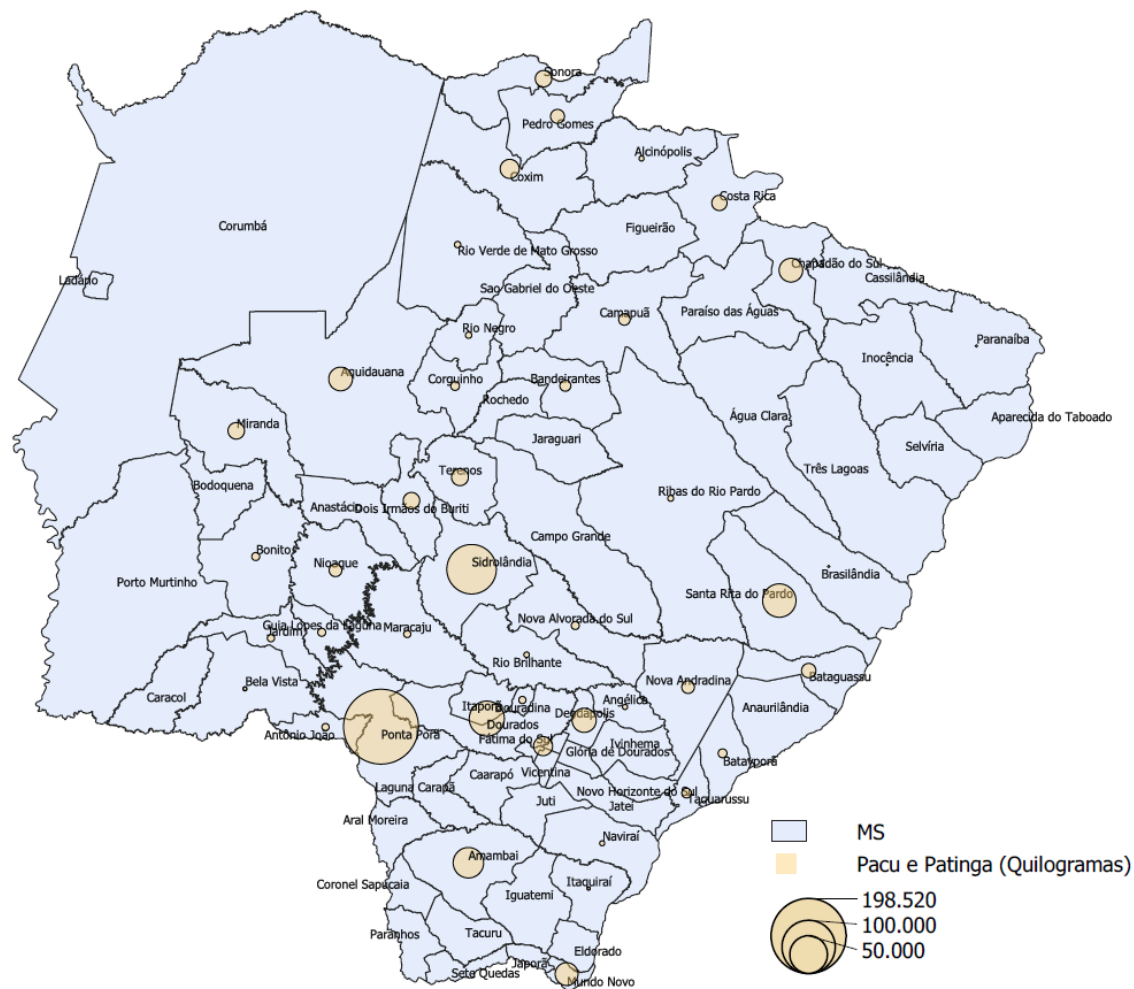 Sonora
Pedro Gomes
Alcinópolis
Coxim
Costa Rica
Corumbá
Figueirão
Rio Verde de Mato Grosso
Chapadão do Sul
Cassilândia
Ladário
Sao Gabriel do Oeste
Camapuã
Paraíso das Águas
Rio Negro
Paranaíba
Inocência
Aquidauana
Corguinho
Bandeirantes
Rochedo
Água Clara
Aparecida do Taboado
Miranda
Jaraguari
Selvíria
Terenos
Três Lagoas
Bodoquena
Ribas do Rio Pardo
Anastácio
Dois Irmãos do Buriti
Campo Grande
Bonito
Nioaque
Sidrolândia
Brasilândia
Porto Murtinho
Santa Rita do Pardo
Nova Alvorada do Sul
Guia Lopes da Laguna
Jardim
Maracaju
Rio Brilhante
Bela Vista
Nova Andradina
Bataguassu
Caracol
Itaporã
Douradina
Angélica
Anaurilândia
Deodápolis
Dourados
Antônio João
Ponta Porã
Fátima do Sul
Ivinhema
Glória de Dourados
Batayporã
Vicentina
Caarapó
Laguna Carapã
Novo Horizonte do Sul
Taquarussu
Juti
Jateí
Aral Moreira
Naviraí
Amambai
Coronel Sapucaia
Itaquiraí
Iguatemi
Paranhos
Tacuru
Eldorado
Japorã
Sete Quedas
Mundo Novo
MS
Pacu e Patinga (Quilogramas)
198.520
100.000
50.000